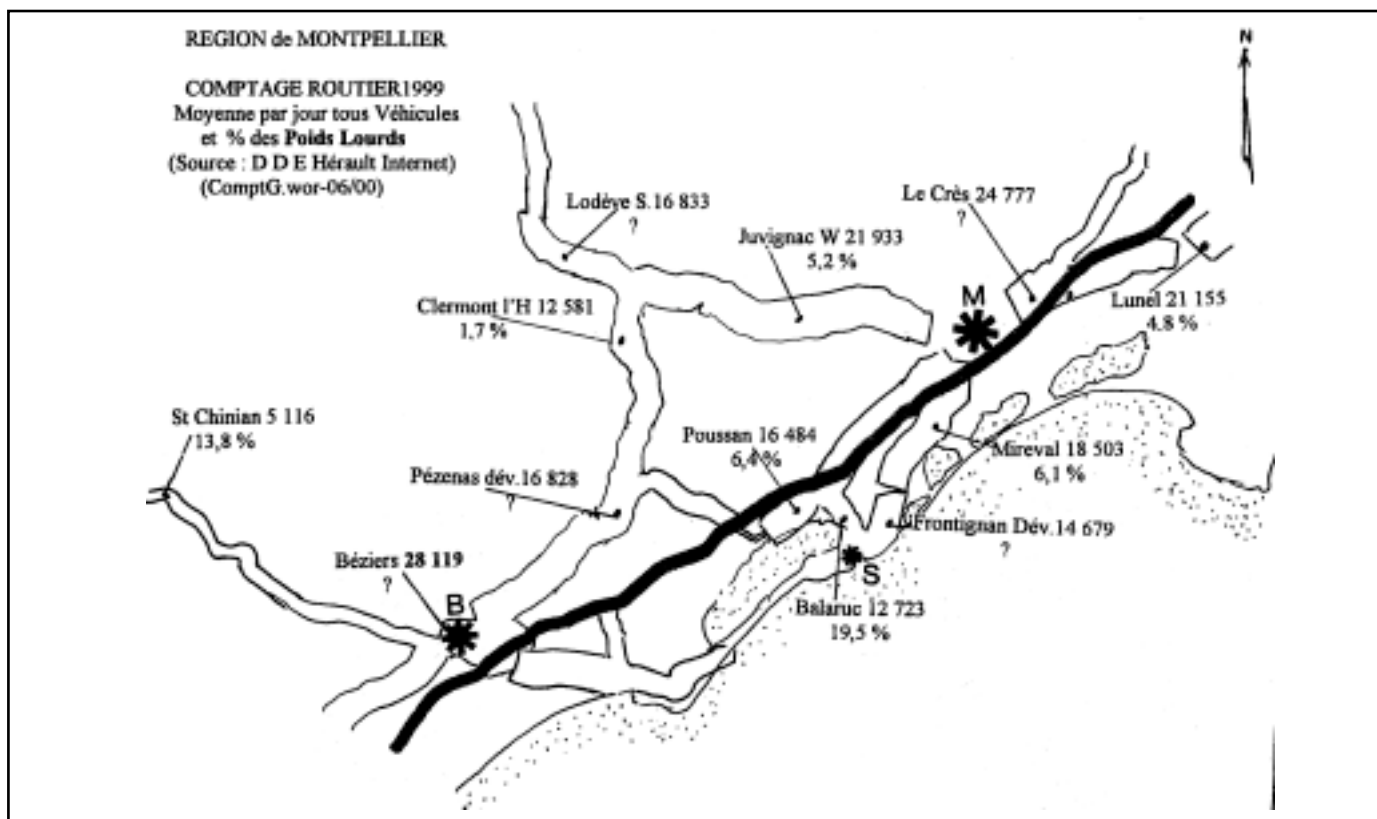 REGION de MONTPELLIER
COMPTAGE ROUTIER1999
Moyenne par jour tous Véhicules
et % des Poids Lourds
(Source : D D E Hérault Internet)
(ComptG.wor-06/00)
N
Lodève S.16 833
?
Le Crès 24 777
?
Juvignac W 21 933
5,2 %
M
Clermont l'H 12 581
1,7 %
Lunel 21 155
4.8 %
St Chinian 5 116
13,8 %
Poussan 16 484
6,4 %
Mireval 18 503
6,1 %
Pézenas dév.16 828
?
Frontignan Dév.14 679
?
Béziers 28 119
?
B
S
Balaruc 12 723
19,5 %